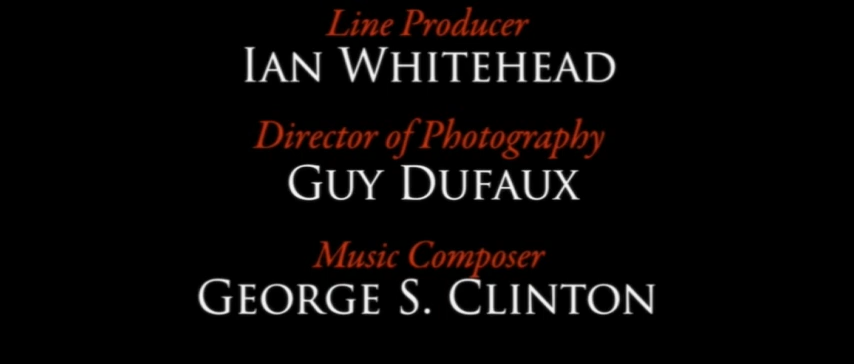 Line Producer
IAN WHITEHEAD
Director of Photography
GUY DUFAUX
Music Composer
GEORGE S. CLINTON